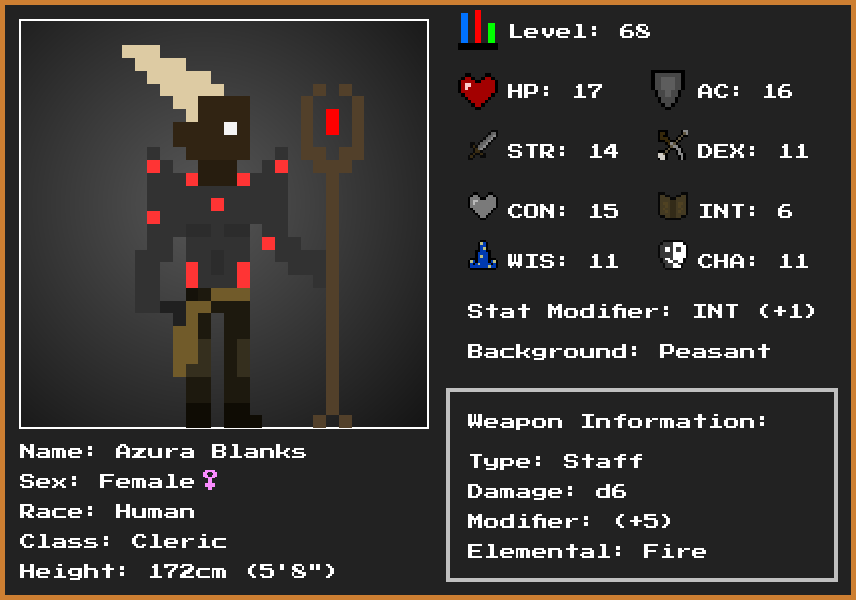 Level: 68
HP: 17 AC: 16
STR: 14 DEX: 11
CON: 15 INT: 6
WIS: 11 CHA: 11
Stat Modifier: INT (+1)
Background: Peasant
Weapon Information:
Type: Staff
Damage: d6
Modifier: (+5)
Elemental: Fire
Name: Azura Blanks
Sex: Female♀
Race: Human
Class: Cleric
Height: 172cm (5'8")